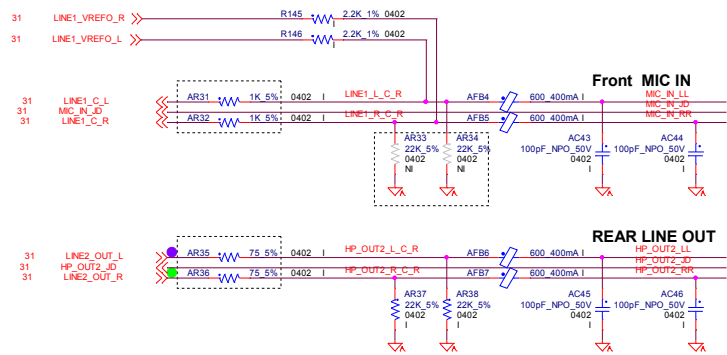 31 LINE1_VREFO_R R145 2.2K_1% 0402
I
31 LINE1_VREFO_L R146 2.2K_1% 0402
I
Front MIC IN
31 LINE1_C_L AR31 1K_5% 0402 I LINE1_L_C_R AFB4 600_400mA I MIC_IN_LL
31 MIC_IN_JD MIC_IN_JD
31 LINE1_C_R AR32 1K_5% 0402 I LINE1_R_C_R AFB5 600_400mA I MIC_IN_RR
AR33 AR34 AC43 AC44
22K_5% 22K_5% 100pF_NPO_50V 100pF_NPO_50V
0402 0402 0402 0402
NI NI I I
A A A A
REAR LINE OUT
31 LINE2_OUT_L AR35 75_5% 0402 I HP_OUT2_L_C_R AFB6 600_400mA I HP_OUT2_LL
31 HP_OUT2_JD HP_OUT2_JD
31 LINE2_OUT_R AR36 75_5% 0402 I HP_OUT2_R_C_R AFB7 600_400mA I HP_OUT2_RR
AR37 AR38 AC45 AC46
22K_5% 22K_5% 100pF_NPO_50V 100pF_NPO_50V
0402 0402 0402 0402
I I I I
A A A A